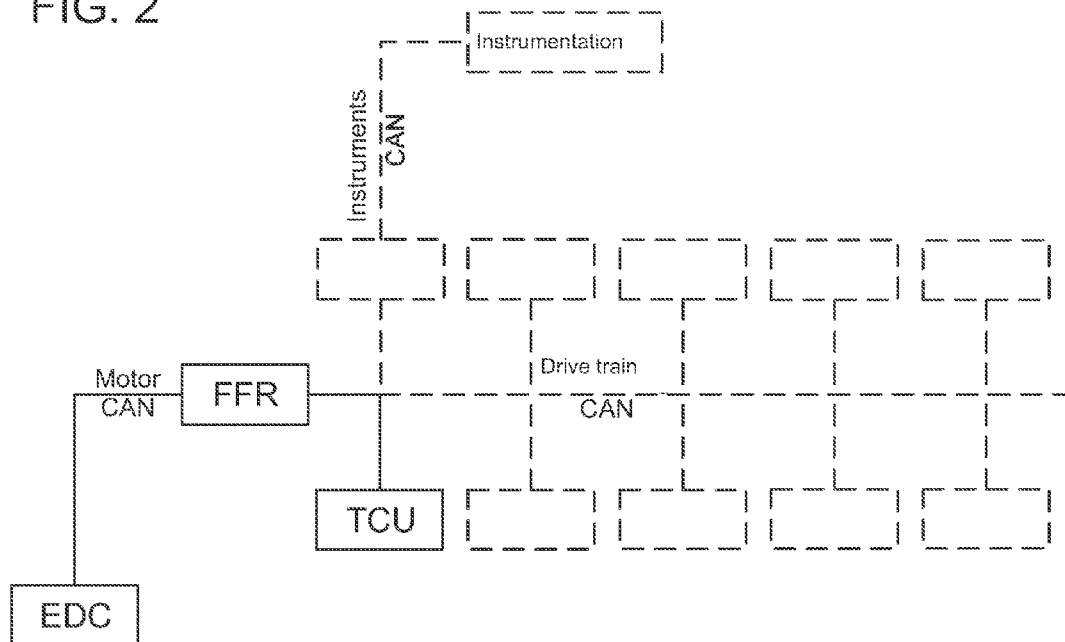 FIG. 2
Instrumentation
Instruments
CAN
Drive train
CAN
Motor
CAN
FFR
TCU
EDC